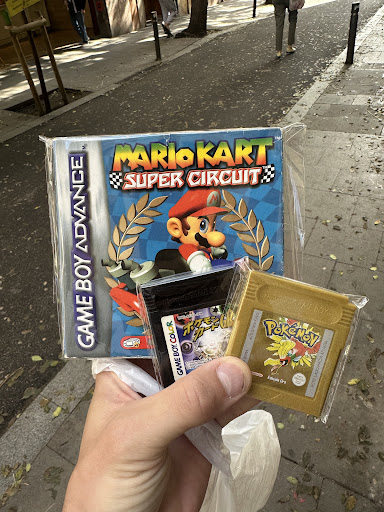 GAME BOY ADVANCE
MARIO KART
SUPER CIRCUIT
GAME BOY COLOR
Pokémon